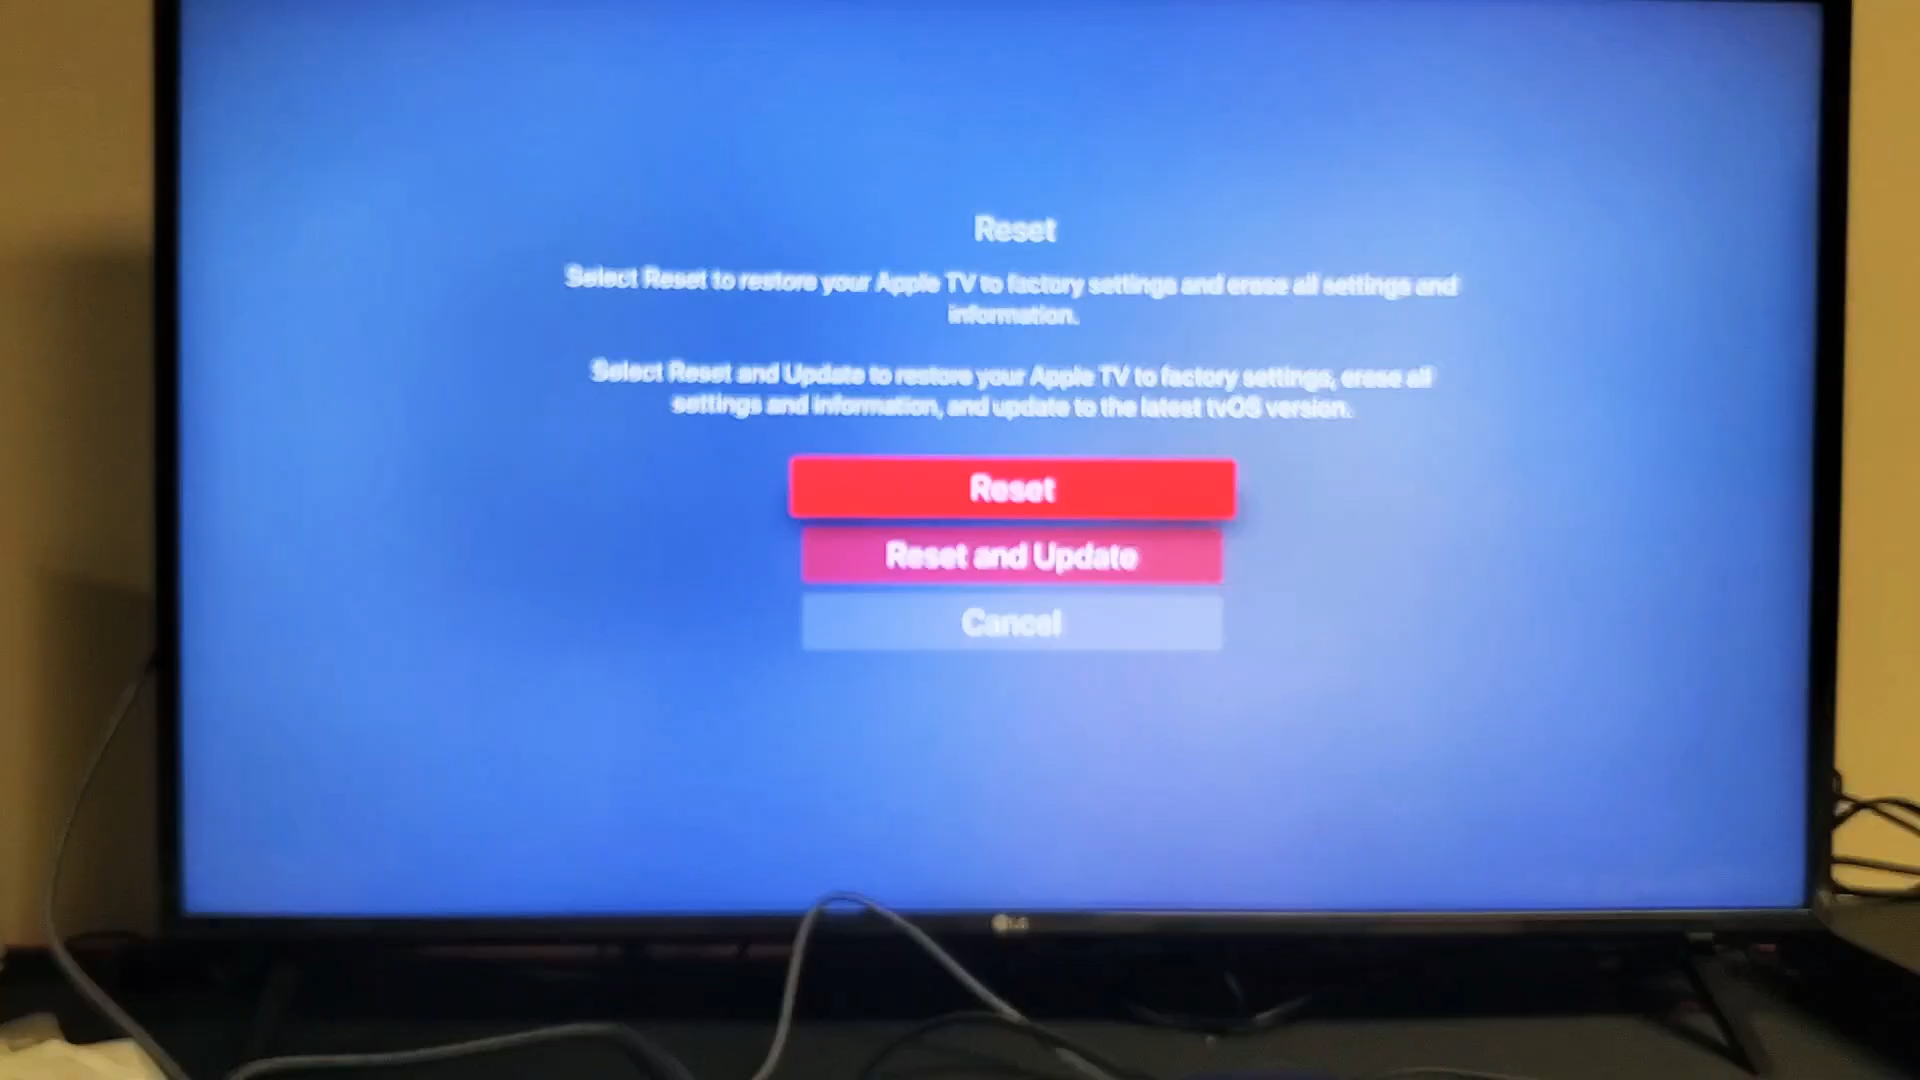 Reset
Select Reset to restore your Apple TV to factory settings and erase all settings and
information.
Select Reset and Update to restore your Apple TV to factory settings, erase all
settings and information, and update to the latest tvOS version.
Reset
Reset and Update
Cancel
LG